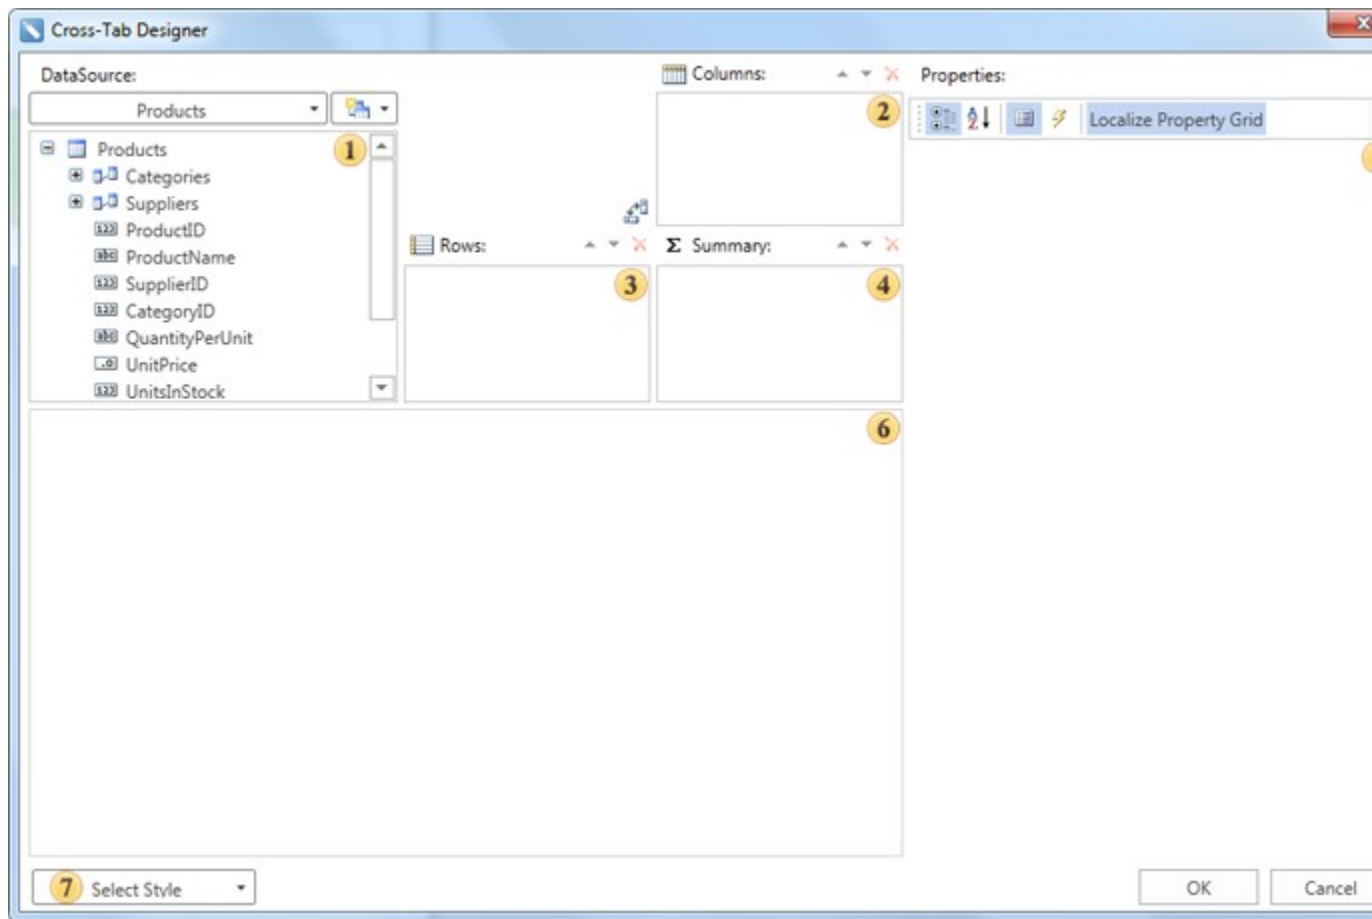 Cross-Tab Designer
DataSource:
Products
Products
1
Categories
Suppliers
ProductID
ProductName
SupplierID
CategoryID
QuantityPerUnit
UnitPrice
UnitsInStock
Columns:
2
Rows:
3
Σ Summary:
4
Properties:
Localize Property Grid
6
7 Select Style
OK
Cancel